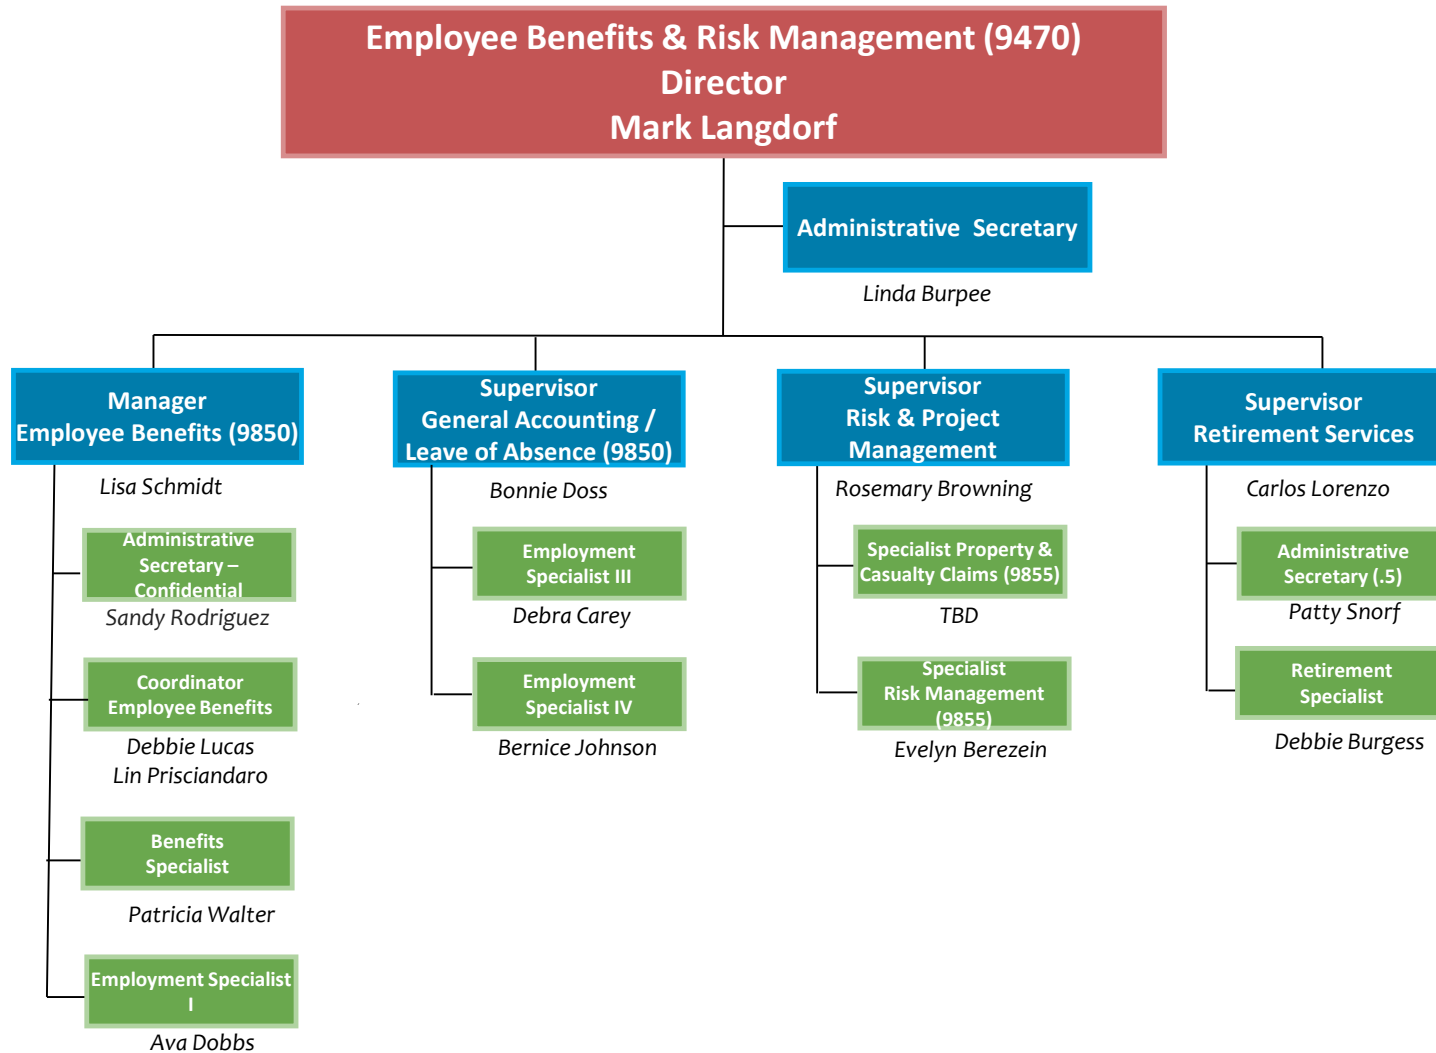 Employee Benefits & Risk Management (9470)
Director
Mark Langdorf
Administrative Secretary
Linda Burpee
Manager
Employee Benefits (9850)
Lisa Schmidt
Administrative
Secretary –
Confidential
Sandy Rodriguez
Coordinator
Employee Benefits
Debbie Lucas
Lin Prisciandaro
Benefits
Specialist
Patricia Walter
Employment Specialist
I
Ava Dobbs
Supervisor
General Accounting /
Leave of Absence (9850)
Bonnie Doss
Employment
Specialist III
Debra Carey
Employment
Specialist IV
Bernice Johnson
Supervisor
Risk & Project
Management
Rosemary Browning
Specialist Property &
Casualty Claims (9855)
TBD
Specialist
Risk Management
(9855)
Evelyn Berezein
Supervisor
Retirement Services
Carlos Lorenzo
Administrative
Secretary (.5)
Patty Snorf
Retirement
Specialist
Debbie Burgess